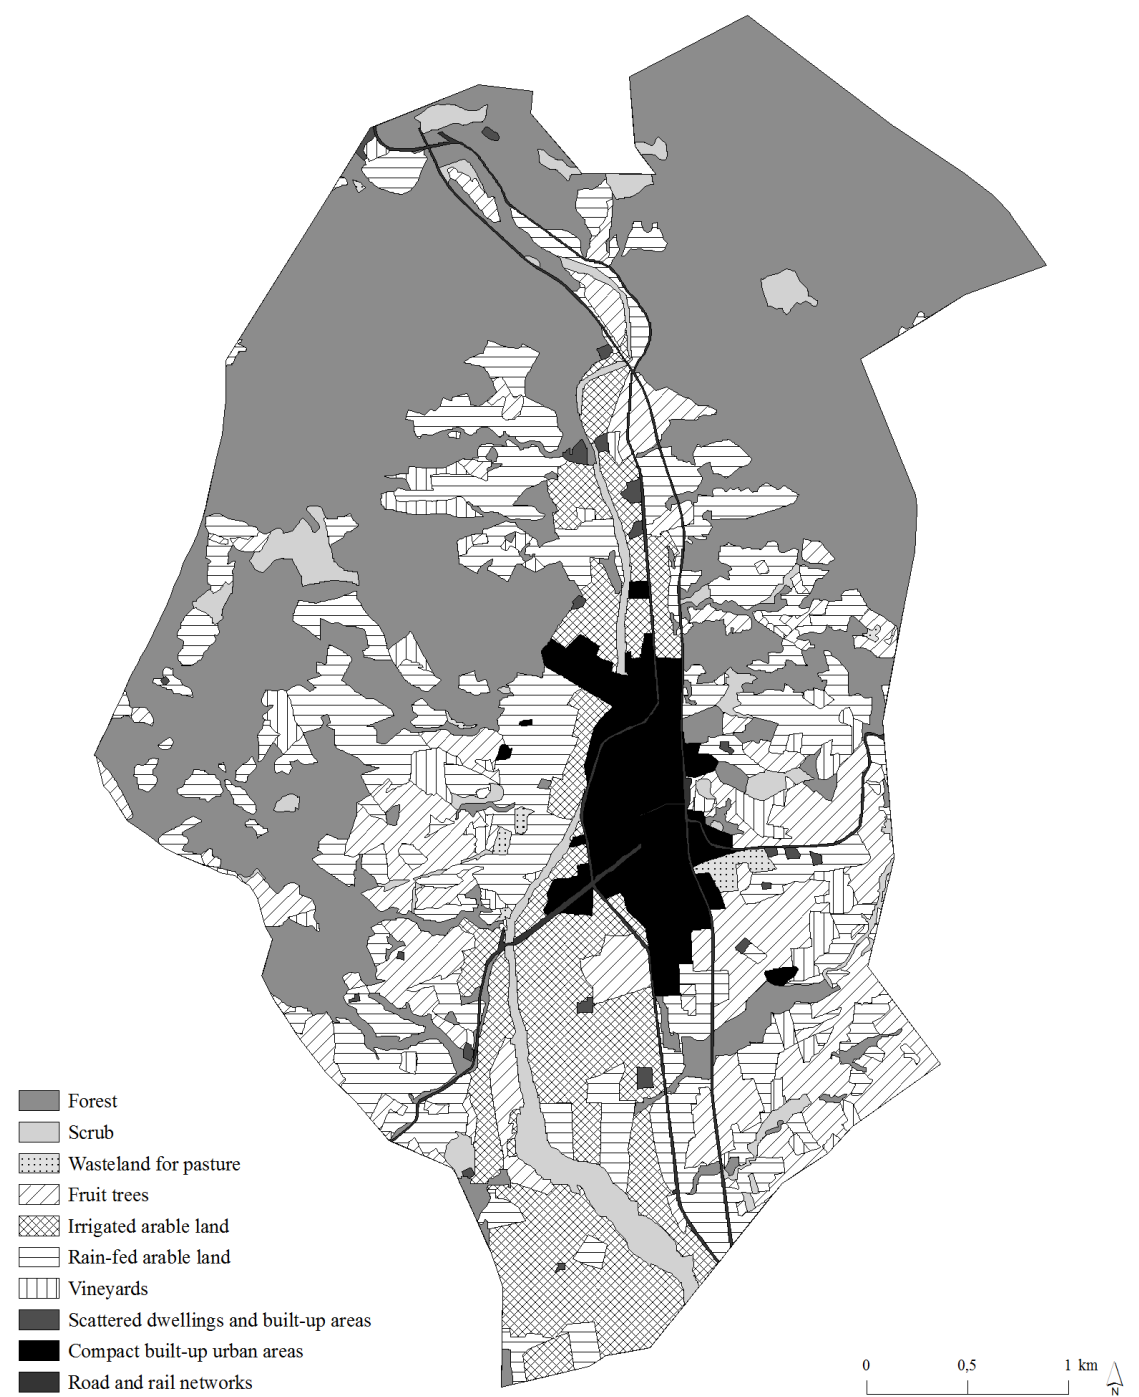 Forest
Scrub
Wasteland for pasture
Fruit trees
Irrigated arable land
Rain-fed arable land
Vineyards
Scattered dwellings and built-up areas
Compact built-up urban areas
Road and rail networks
0 0,5 1 km
N